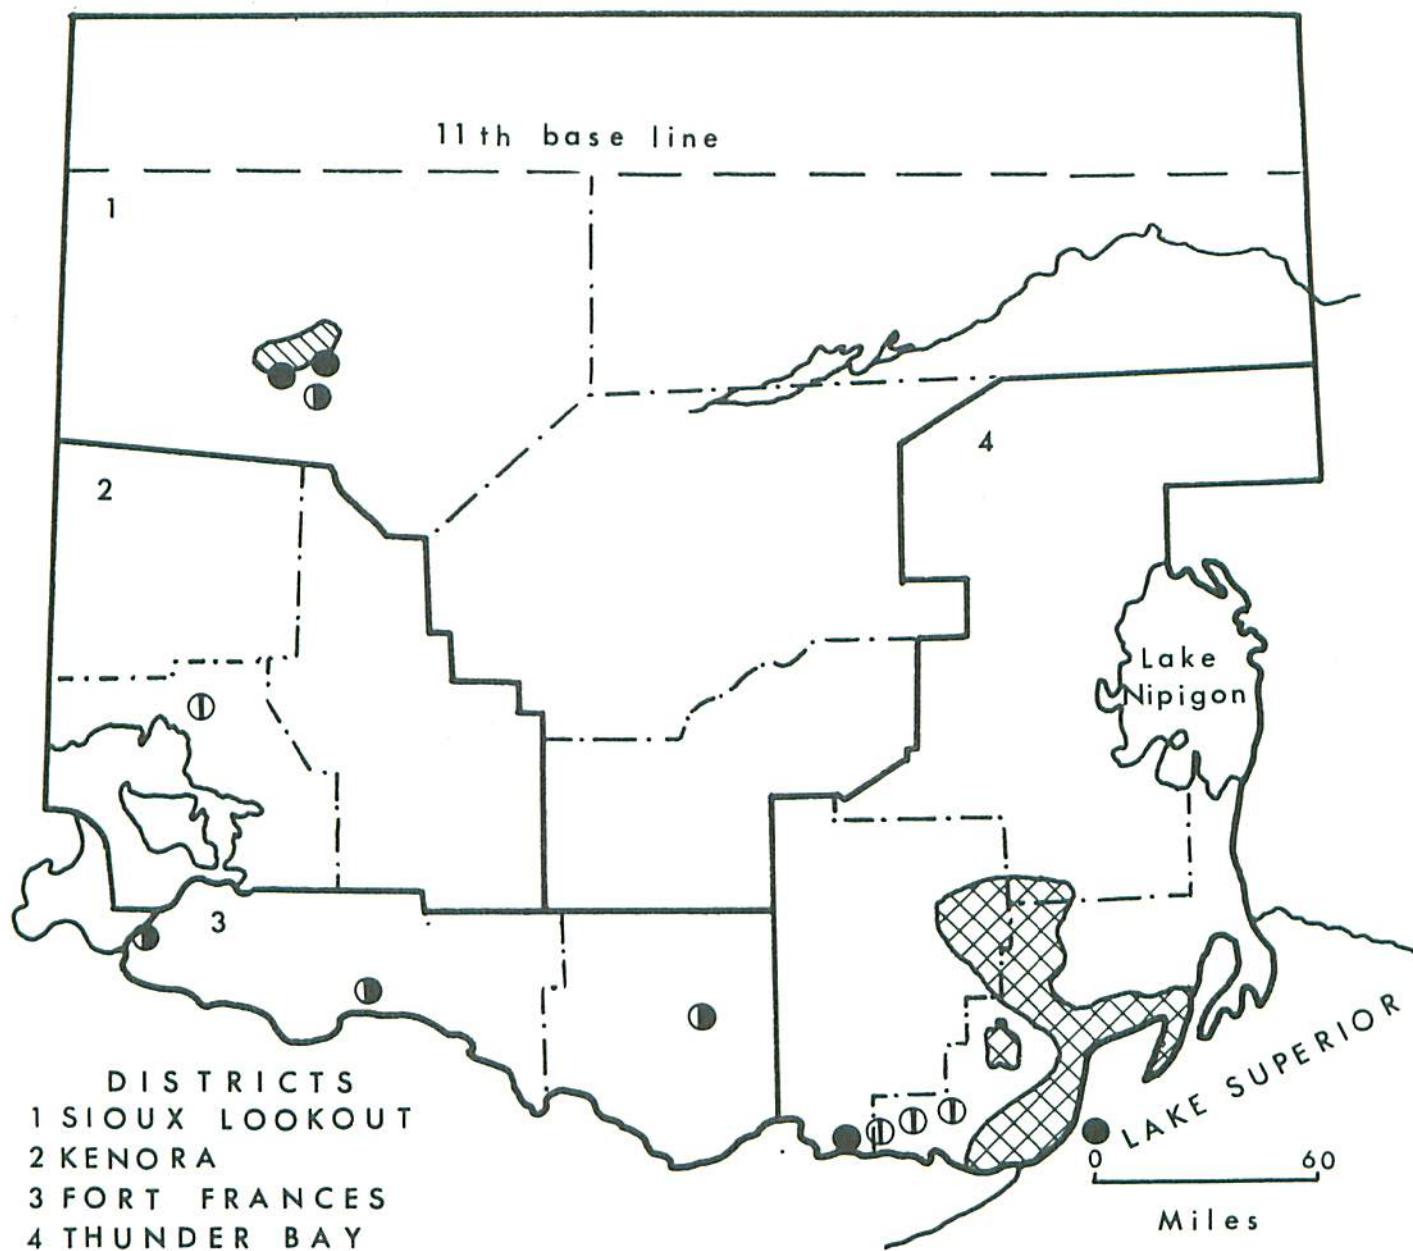 11th base line
1
2
4
Lake
Nipigon
3
LAKE SUPERIOR
0 60
Miles
DISTRICTS
1 SIOUX LOOKOUT
2 KENORA
3 FORT FRANCES
4 THUNDER BAY